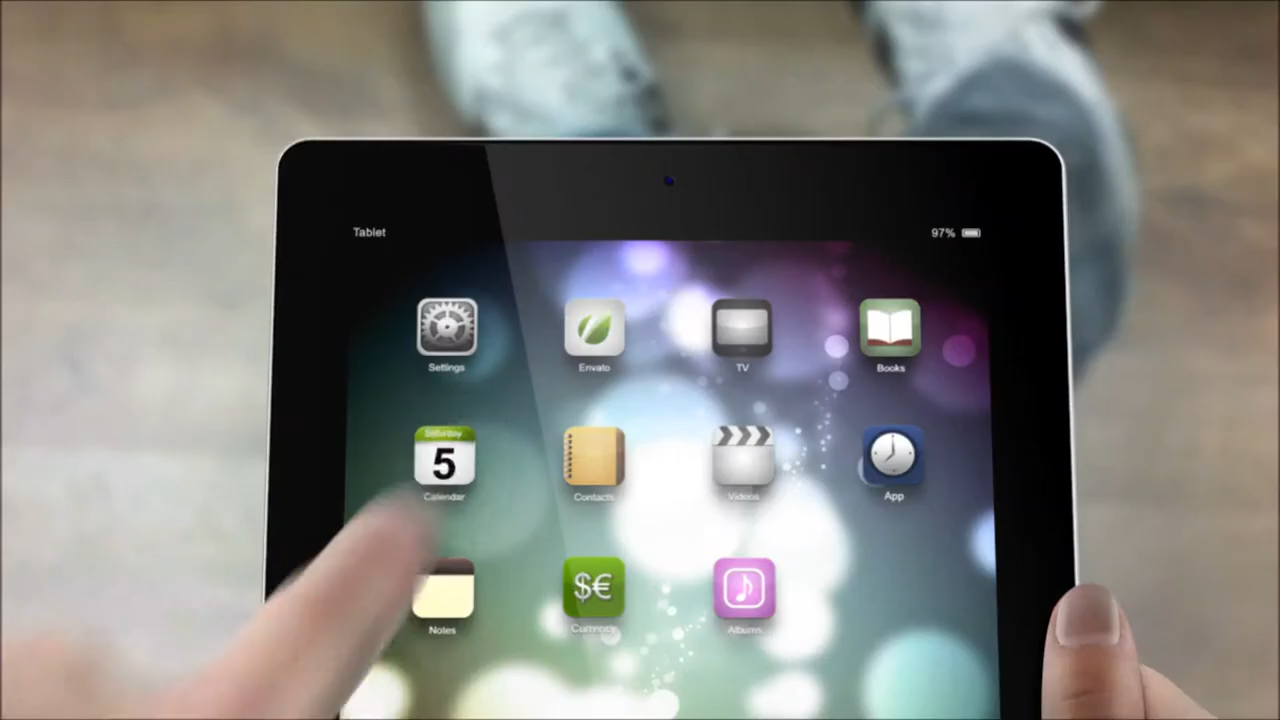 Tablet 97%
Settings Envato TV Books
Saturday
5
Calendar Contacts Videos App
$€
Notes Currency Albums